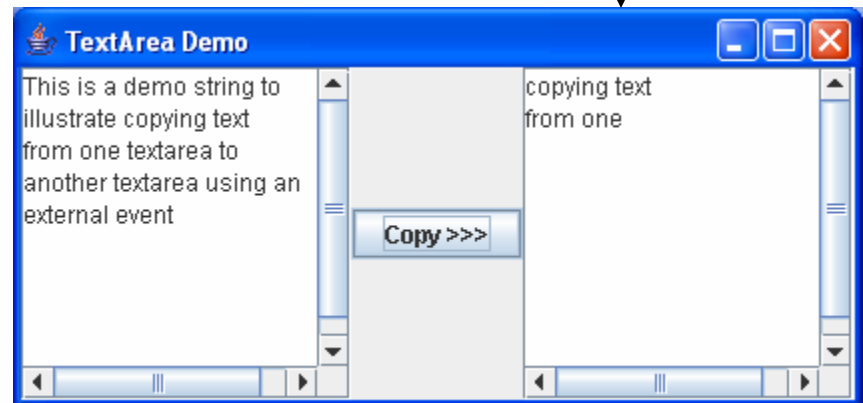 TextArea Demo
This is a demo string to
illustrate copying text
from one textarea to
another textarea using an
external event
Copy >>>
copying text
from one